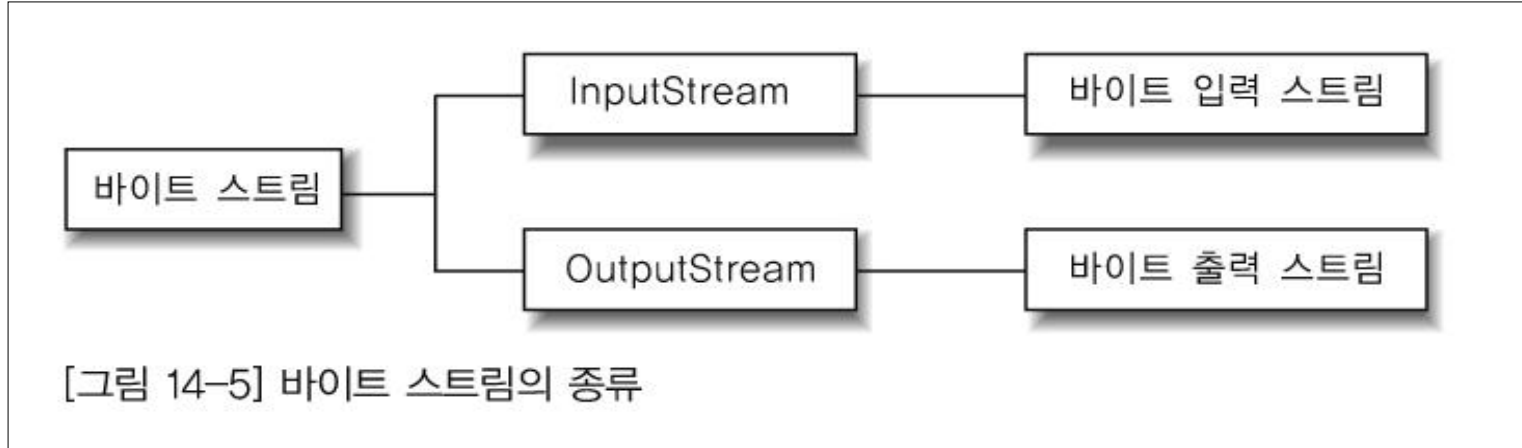 InputStream
바이트 입력 스트림
바이트 스트림
OutputStream
바이트 출력 스트림
[그림 14–5] 바이트 스트림의 종류